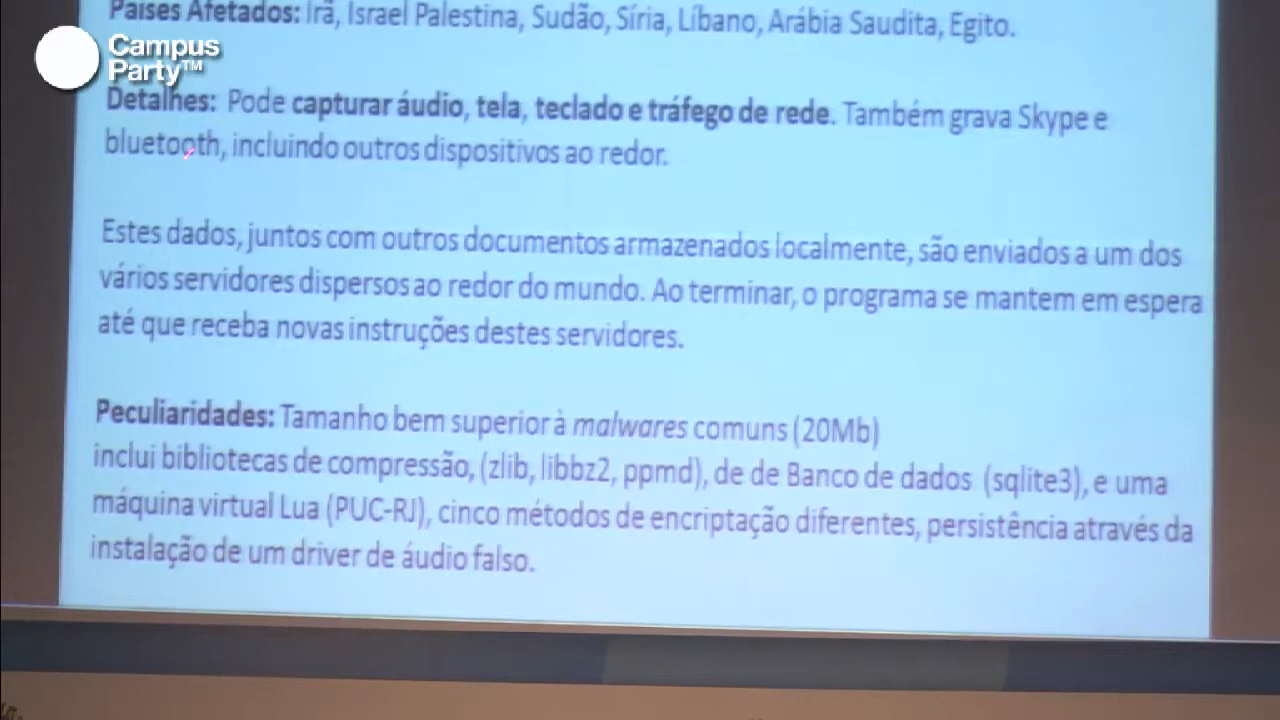 Países Afetados: Irã, Israel Palestina, Sudão, Síria, Líbano, Arábia Saudita, Egito.
Campus
Party™
Detalhes: Pode capturar áudio, tela, teclado e tráfego de rede. Também grava Skype e
bluetooth, incluindo outros dispositivos ao redor.
Estes dados, juntos com outros documentos armazenados localmente, são enviados a um dos
vários servidores dispersos ao redor do mundo. Ao terminar, o programa se mantem em espera
até que receba novas instruções destes servidores.
Peculiaridades: Tamanho bem superior à malwares comuns (20Mb)
inclui bibliotecas de compressão, (zlib, libbz2, ppmd), de de Banco de dados (sqlite3), e uma
máquina virtual Lua (PUC-RJ), cinco métodos de encriptação diferentes, persistência através da
instalação de um driver de áudio falso.